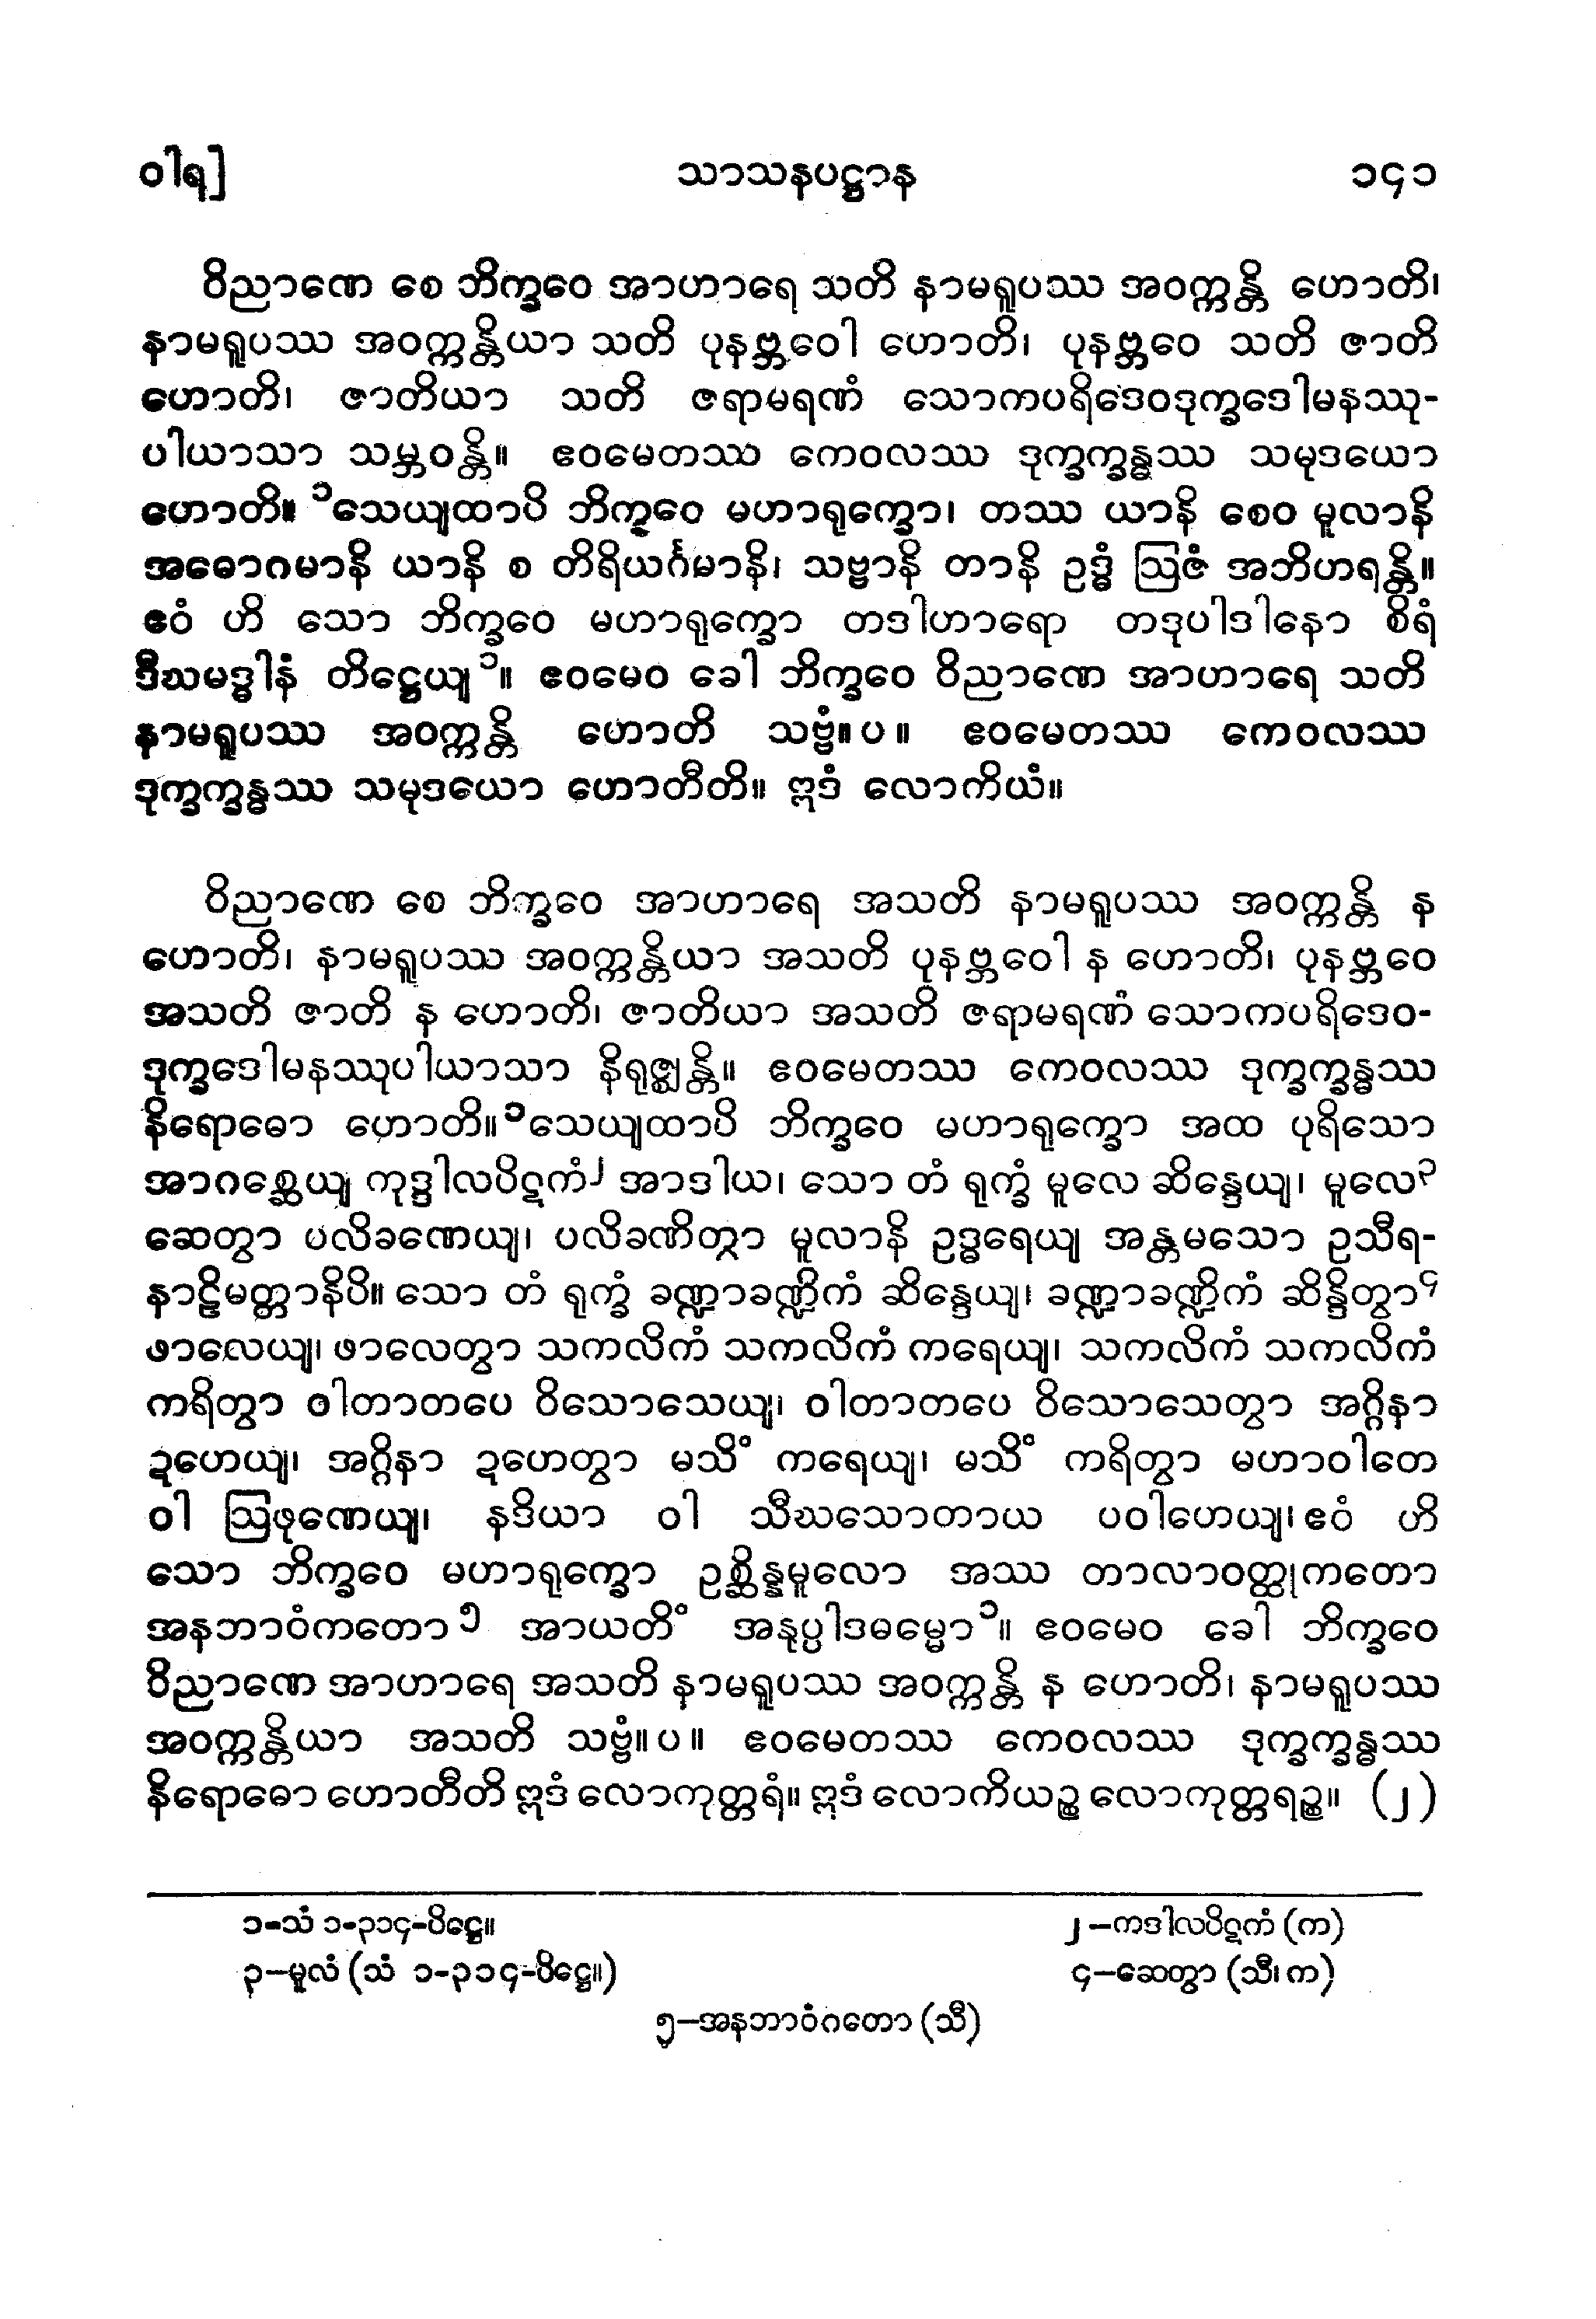 ဝါရ] သာသနပဋ္ဌာန ၁၄၁
ဝိညာဏေ စေ ဘိက္ခဝေ အာဟာရေ သတိ နာမရူပဿ အဝက္ကန္တိ ဟောတိ၊
နာမရူပဿ အဝက္ကန္တိယာ သတိ ပုနဗ္ဘဝေါ ဟောတိ၊ ပုနဗ္ဘဝေ သတိ ဇာတိ
ဟောတိ၊ ဇာတိယာ သတိ ဇရာမရဏံ သောကပရိဒေဝဒုက္ခဒေါမနဿု-
ပါယာသာ သမ္ဘဝန္တိ။ ဧဝမေတဿ ကေဝလဿ ဒုက္ခက္ခန္ဓဿ သမုဒယော
ဟောတိ။ ၁သေယျထာပိ ဘိက္ခဝေ မဟာရုက္ခော၊ တဿ ယာနိ စေဝ မူလာနိ
အဓောဂမာနိ ယာနိ စ တိရိယင်္ဂမာနိ၊ သဗ္ဗာနိ တာနိ ဥဒ္ဓံ ဩဇံ အဘိဟရန္တိ။
ဧဝံ ဟိ သော ဘိက္ခဝေ မဟာရုက္ခော တဒါဟာရော တဒုပါဒါနော စိရံ
ဒီဃမဒ္ဓါနံ တိဋ္ဌေယျ၁။ ဧဝမေဝ ခေါ ဘိက္ခဝေ ဝိညာဏေ အာဟာရေ သတိ
နာမရူပဿ အဝက္ကန္တိ ဟောတိ သဗ္ဗံ။ ပ ။ ဧဝမေတဿ ကေဝလဿ
ဒုက္ခက္ခန္ဓဿ သမုဒယော ဟောတီတိ။ ဣဒံ လောကိယံ။
ဝိညာဏေ စေ ဘိက္ခဝေ အာဟာရေ အသတိ နာမရူပဿ အဝက္ကန္တိ န
ဟောတိ၊ နာမရူပဿ အဝက္ကန္တိယာ အသတိ ပုနဗ္ဘဝေါ န ဟောတိ၊ ပုနဗ္ဘဝေ
အသတိ ဇာတိ န ဟောတိ၊ ဇာတိယာ အသတိ ဇရာမရဏံ သောကပရိဒေဝ-
ဒုက္ခဒေါမနဿုပါယာသာ နိရုဇ္ဈန္တိ။ ဧဝမေတဿ ကေဝလဿ ဒုက္ခက္ခန္ဓဿ
နိရောဓော ဟောတိ။ ၁သေယျထာပိ ဘိက္ခဝေ မဟာရုက္ခော အထ ပုရိသော
အာဂစ္ဆေယျ ကုဒ္ဒါလပိဋကံ၂ အာဒါယ၊ သော တံ ရုက္ခံ မူလေ ဆိန္ဒေယျ၊ မူလေ၃
ဆေတွာ ပလိခဏေယျ၊ ပလိခဏိတွာ မူလာနိ ဥဒ္ဓရေယျ အန္တမသော ဥသီရ-
နာဠိမတ္တာနိပိ။ သော တံ ရုက္ခံ ခဏ္ဍာခဏ္ဍိကံ ဆိန္ဒေယျ၊ ခဏ္ဍာခဏ္ဍိကံ ဆိန္ဒိတွာ၄
ဖာလေယျ၊ ဖာလေတွာ သကလိကံ သကလိကံ ကရေယျ၊ သကလိကံ သကလိကံ
ကရိတွာ ဝါတာတပေ ဝိသောသေယျ၊ ဝါတာတပေ ဝိသောသေတွာ အဂ္ဂိနာ
ဍဟေယျ၊ အဂ္ဂိနာ ဍဟေတွာ မသိံ ကရေယျ၊ မသိံ ကရိတွာ မဟာဝါတေ
ဝါ ဩဖုဏေယျ၊ နဒိယာ ဝါ သီဃသောတာယ ပဝါဟေယျ၊ ဧဝံ ဟိ
သော ဘိက္ခဝေ မဟာရုက္ခော ဥစ္ဆိန္နမူလော အဿ တာလာဝတ္ထုကတော
အနဘာဝံကတော၅ အာယတိံ အနုပ္ပါဒဓမ္မော၁။ ဧဝမေဝ ခေါ ဘိက္ခဝေ
ဝိညာဏေ အာဟာရေ အသတိ နာမရူပဿ အဝက္ကန္တိ န ဟောတိ၊ နာမရူပဿ
အဝက္ကန္တိယာ အသတိ သဗ္ဗံ။ ပ ။ ဧဝမေတဿ ကေဝလဿ ဒုက္ခက္ခန္ဓဿ
နိရောဓော ဟောတီတိ ဣဒံ လောကုတ္တရံ။ ဣဒံ လောကိယဉ္စ လောကုတ္တရဉ္စ။ (၂)
၁-သံ ၁-၃၁၄-ပိဋ္ဌေ။ ၂-ကဒါလပိဋကံ (က)
၃-မူလံ (သံ ၁-၃၁၄-ပိဋ္ဌေ။) ၄-ဆေတွာ (သီ၊ က)
၅-အနဘာဝံဂတော (သီ)